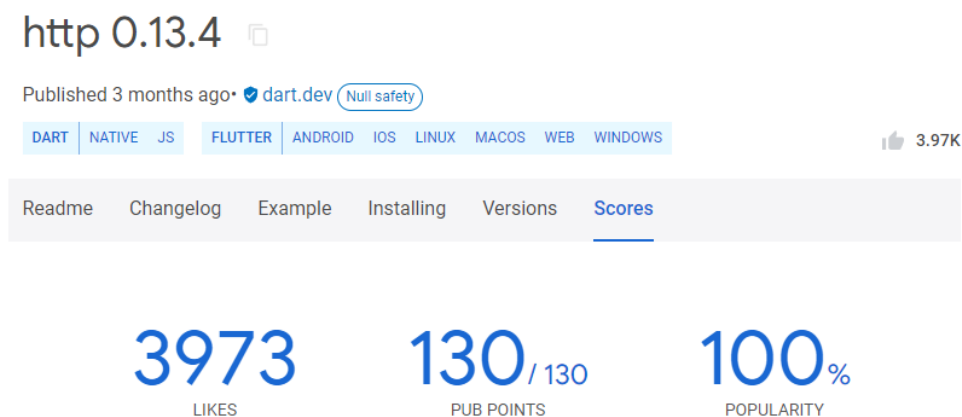 http 0.13.4
Published 3 months ago• dart.dev Null safety
DART NATIVE JS FLUTTER ANDROID IOS LINUX MACOS WEB WINDOWS 3.97K
Readme Changelog Example Installing Versions Scores
3973 130/ 130 100%
LIKES PUB POINTS POPULARITY